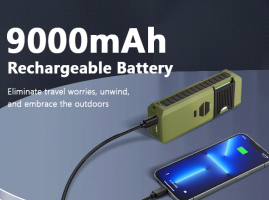 9000mAh
Rechargeable Battery
Eliminate travel worries, unwind,
and embrace the outdoors